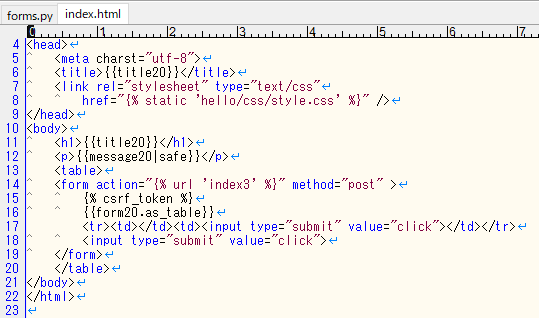 forms.py index.html
0 1 2 3 4 5 6 7
4 <head>
5 <meta charst="utf-8">
6 <title>{{title20}}</title>
7 <link rel="stylesheet" type="text/css"
8 href="{% static 'hello/css/style.css' %}" />
9 </head>
10 <body>
11 <h1>{{title20}}</h1>
12 <p>{{message20|safe}}</p>
13 <table>
14 <form action="{% url 'index3' %}" method="post" >
15 {% csrf_token %}
16 {{form20.as_table}}
17 <tr><td></td><td><input type="submit" value="click"></td></tr>
18 <input type="submit" value="click">
19 </form>
20 </table>
21 </body>
22 </html>
23